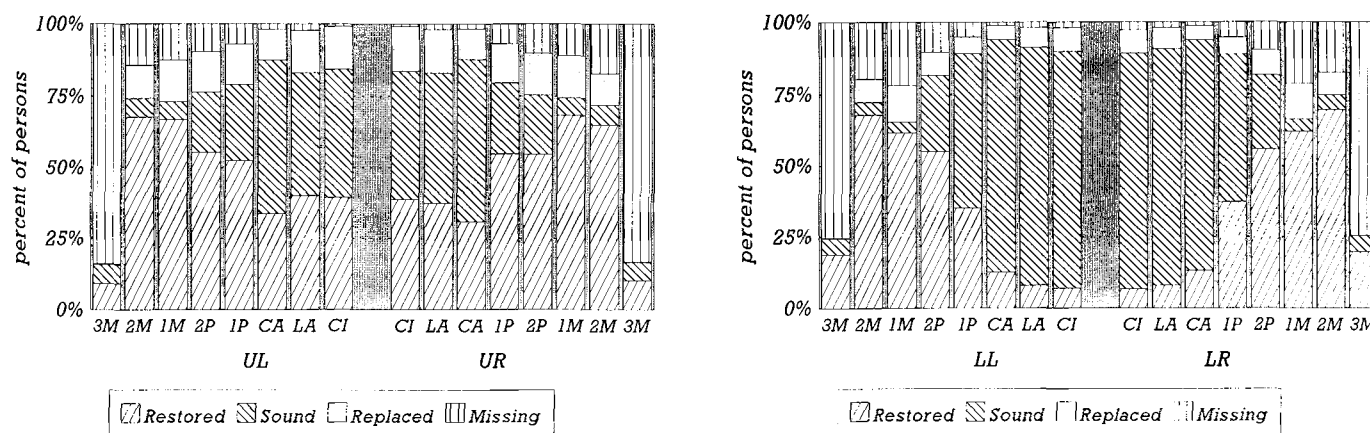 100%
75%
50%
25%
0%
percent of persons
3M 2M 1M 2P 1P CA LA CI CI LA CA 1P 2P 1M 2M 3M
UL UR
Restored Sound Replaced Missing
100%
75%
50%
25%
0%
percent of persons
3M 2M 1M 2P 1P CA LA CI CI LA CA 1P 2P 1M 2M 3M
LL LR
Restored Sound Replaced Missing